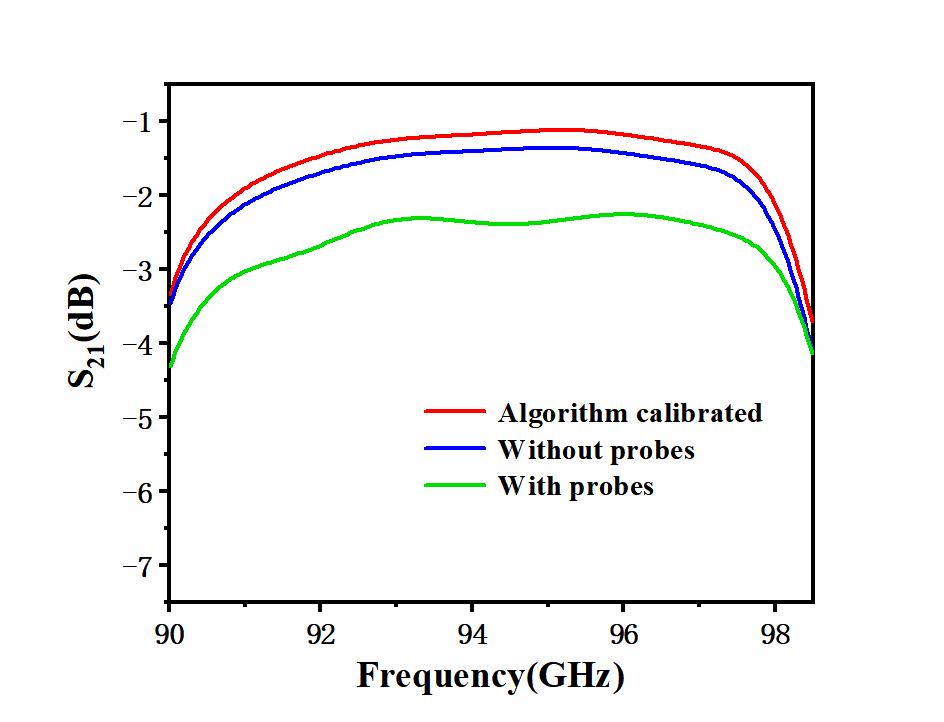 −1
−2
−3
−4
−5
−6
−7
S21(dB)
Algorithm calibrated
Without probes
With probes
90 92 94 96 98
Frequency(GHz)